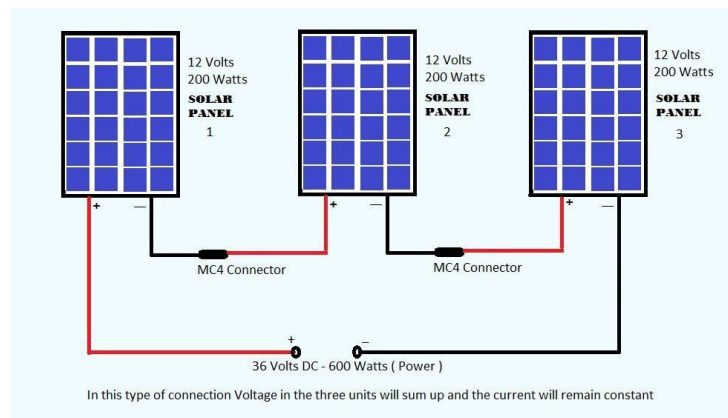 12 Volts
200 Watts
SOLAR
PANEL
1
12 Volts
200 Watts
SOLAR
PANEL
2
12 Volts
200 Watts
SOLAR
PANEL
3
+ —
+ —
+ —
MC4 Connector
MC4 Connector
+ –
36 Volts DC - 600 Watts ( Power )
In this type of connection Voltage in the three units will sum up and the current will remain constant